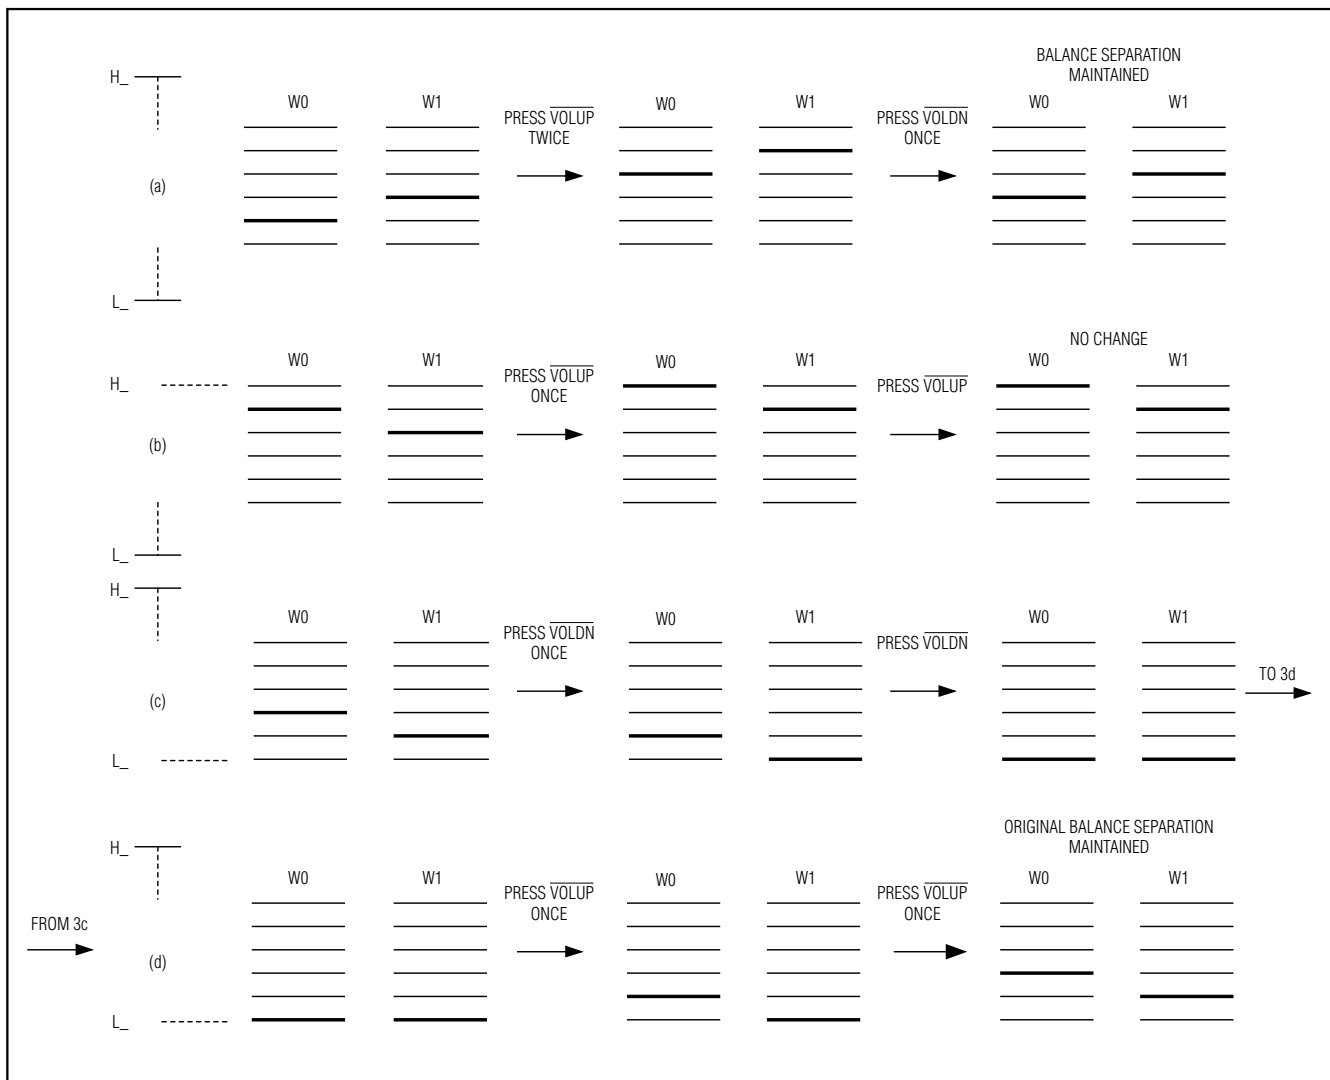 BALANCE SEPARATION
MAINTAINED
H_
W0 W1 W0 W1 W0 W1
PRESS VOLUP
TWICE
PRESS VOLDN
ONCE
(a)
L_
NO CHANGE
W0 W1 W0 W1 W0 W1
H_
PRESS VOLUP
ONCE
PRESS VOLUP
(b)
L_
H_
W0 W1 W0 W1 W0 W1
PRESS VOLDN
ONCE
PRESS VOLDN
TO 3d
(c)
L_
ORIGINAL BALANCE SEPARATION
MAINTAINED
H_
W0 W1 W0 W1 W0 W1
PRESS VOLUP
ONCE
PRESS VOLUP
ONCE
FROM 3c
(d)
L_